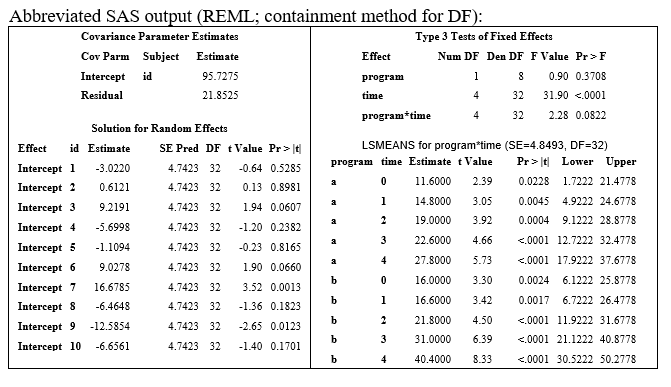 Abbreviated SAS output (REML; containment method for DF):
Covariance Parameter Estimates
Cov Parm Subject Estimate
Intercept id 95.7275
Residual 21.8525
Solution for Random Effects
Effect id Estimate SE Pred DF t Value Pr > |t|
Intercept 1 -3.0220 4.7423 32 -0.64 0.5285
Intercept 2 0.6121 4.7423 32 0.13 0.8981
Intercept 3 9.2191 4.7423 32 1.94 0.0607
Intercept 4 -5.6998 4.7423 32 -1.20 0.2382
Intercept 5 -1.1094 4.7423 32 -0.23 0.8165
Intercept 6 9.0278 4.7423 32 1.90 0.0660
Intercept 7 16.6785 4.7423 32 3.52 0.0013
Intercept 8 -6.4648 4.7423 32 -1.36 0.1823
Intercept 9 -12.5854 4.7423 32 -2.65 0.0123
Intercept 10 -6.6561 4.7423 32 -1.40 0.1701
Type 3 Tests of Fixed Effects
Effect Num DF Den DF F Value Pr > F
program 1 8 0.90 0.3708
time 4 32 31.90 <.0001
program*time 4 32 2.28 0.0822
LSMEANS for program*time (SE=4.8493, DF=32)
program time Estimate t Value Pr > |t| Lower Upper
a 0 11.6000 2.39 0.0228 1.7222 21.4778
a 1 14.8000 3.05 0.0045 4.9222 24.6778
a 2 19.0000 3.92 0.0004 9.1222 28.8778
a 3 22.6000 4.66 <.0001 12.7222 32.4778
a 4 27.8000 5.73 <.0001 17.9222 37.6778
b 0 16.0000 3.30 0.0024 6.1222 25.8778
b 1 16.6000 3.42 0.0017 6.7222 26.4778
b 2 21.8000 4.50 <.0001 11.9222 31.6778
b 3 31.0000 6.39 <.0001 21.1222 40.8778
b 4 40.4000 8.33 <.0001 30.5222 50.2778